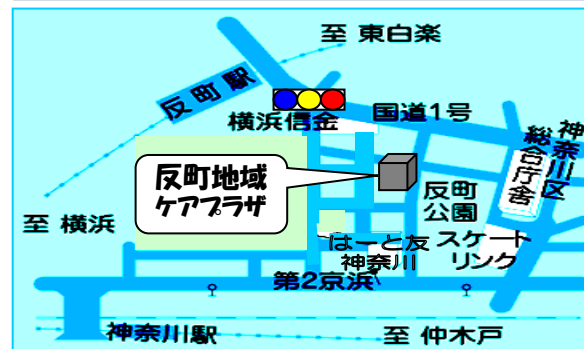 至 東白楽
反町駅
国道1号
横浜信金
神奈川区
総合庁舎
反町地域
ケアプラザ
反町
公園
至 横浜
はーと友
神奈川
スケート
リンク
第2京浜
神奈川駅
至 仲木戸